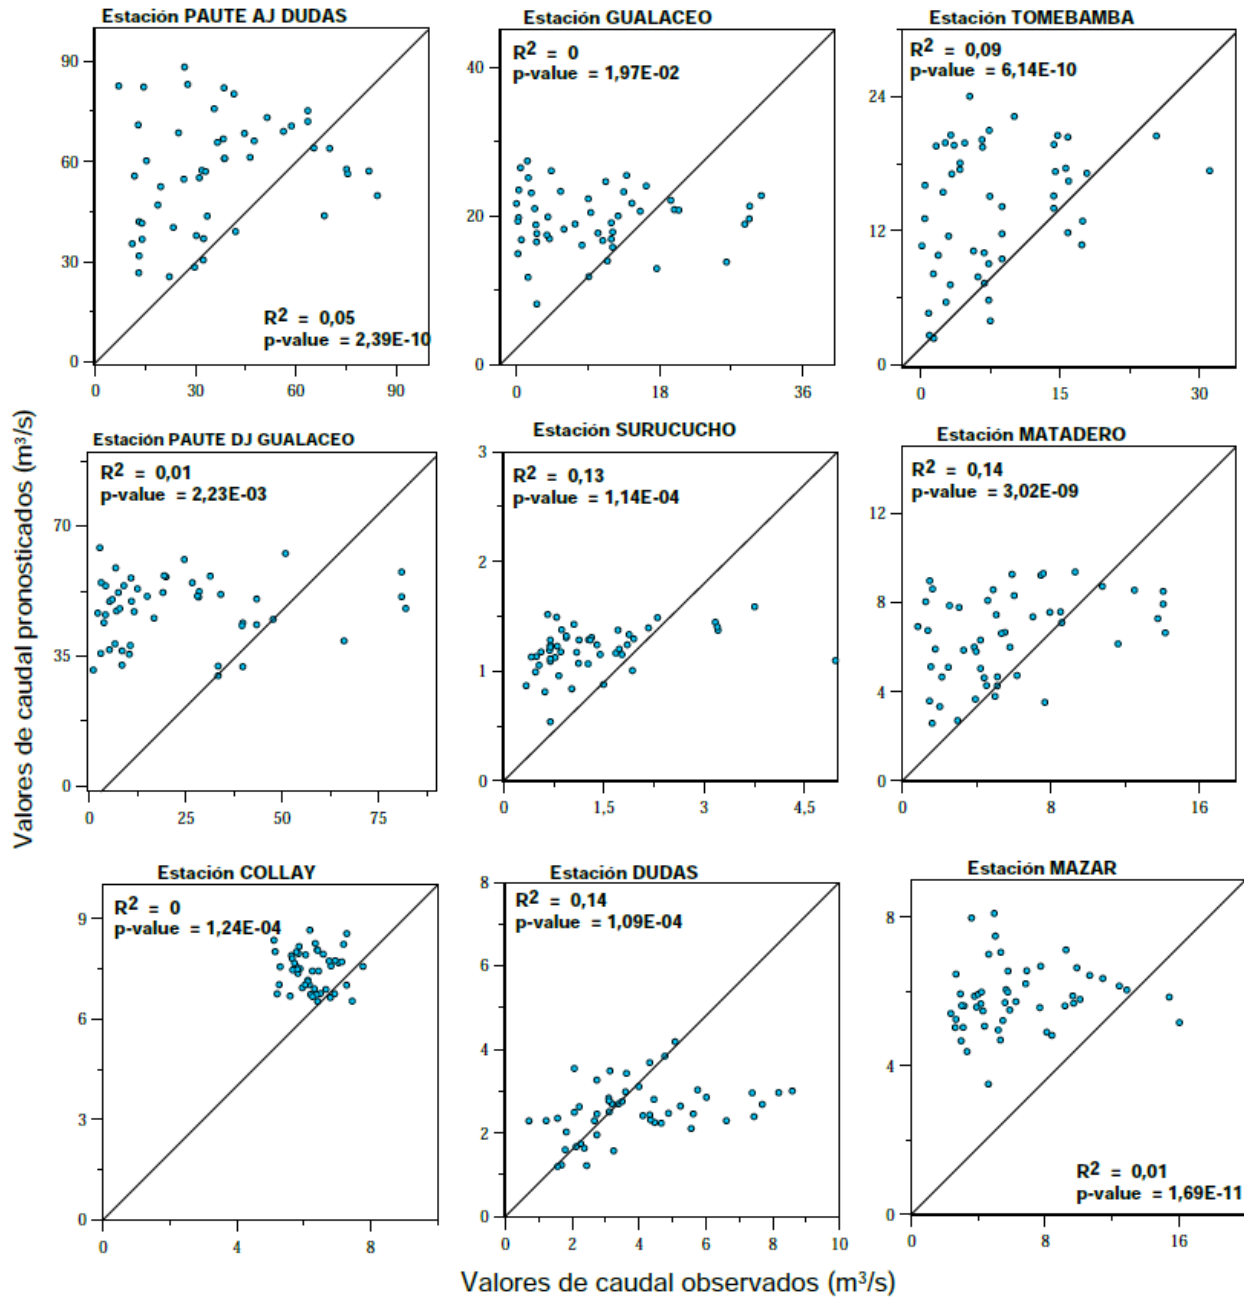 Estación PAUTE AJ DUDAS
90
60
30
0
0
30
60
90
R2 = 0,05
p-value = 2,39E-10
Estación GUALACEO
R2 = 0
p-value = 1,97E-02
40
20
0
0
18
36
Estación TOMEBAMBA
R2 = 0,09
p-value = 6,14E-10
24
12
0
0
15
30
Valores de caudal pronosticados (m3/s)
Estación PAUTE DJ GUALACEO
R2 = 0,01
p-value = 2,23E-03
70
35
0
0
25
75
Estación SURUCUCHO
R2 = 0,13
p-value = 1,14E-04
3
2
1
0
0
1,5
3
4,5
Estación MATADERO
R2 = 0,14
p-value = 3,02E-09
12
8
4
0
0
8
16
Estación COLLAY
R2 = 0
p-value = 1,24E-04
9
6
3
0
0
4
8
Estación DUDAS
R2 = 0,14
p-value = 1,09E-04
8
6
4
2
0
0
2
4
6
8
10
Estación MAZAR
8
4
0
R2 = 0,01
p-value = 1,69E-11
0
8
16
Valores de caudal observados (m3/s)